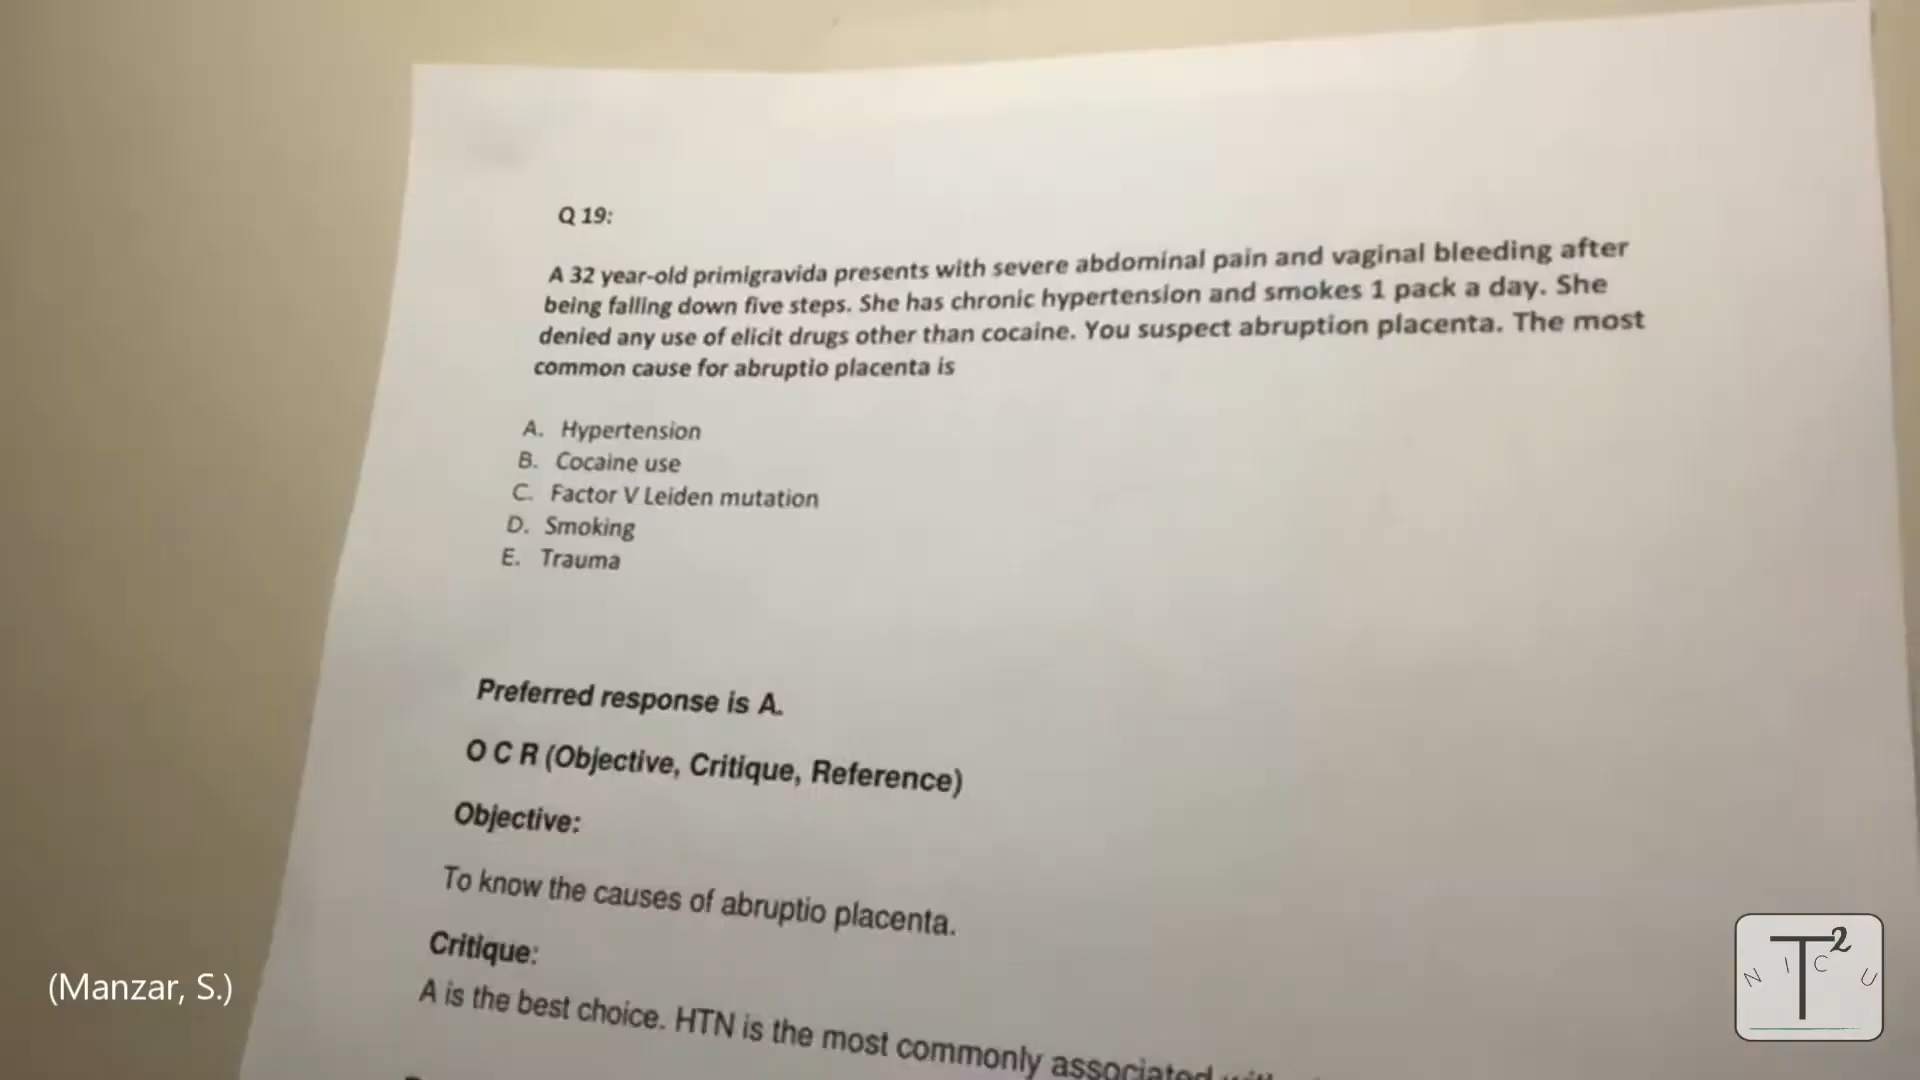 Q 19:
A 32 year-old primigravida presents with severe abdominal pain and vaginal bleeding after
being falling down five steps. She has chronic hypertension and smokes 1 pack a day. She
denied any use of elicit drugs other than cocaine. You suspect abruption placenta. The most
common cause for abruptio placenta is
A. Hypertension
B. Cocaine use
C. Factor V Leiden mutation
D. Smoking
E. Trauma
Preferred response is A.
O C R (Objective, Critique, Reference)
Objective:
To know the causes of abruptio placenta.
Critique:
A is the best choice. HTN is the most commonly associated
(Manzar, S.)
T2
N I C U